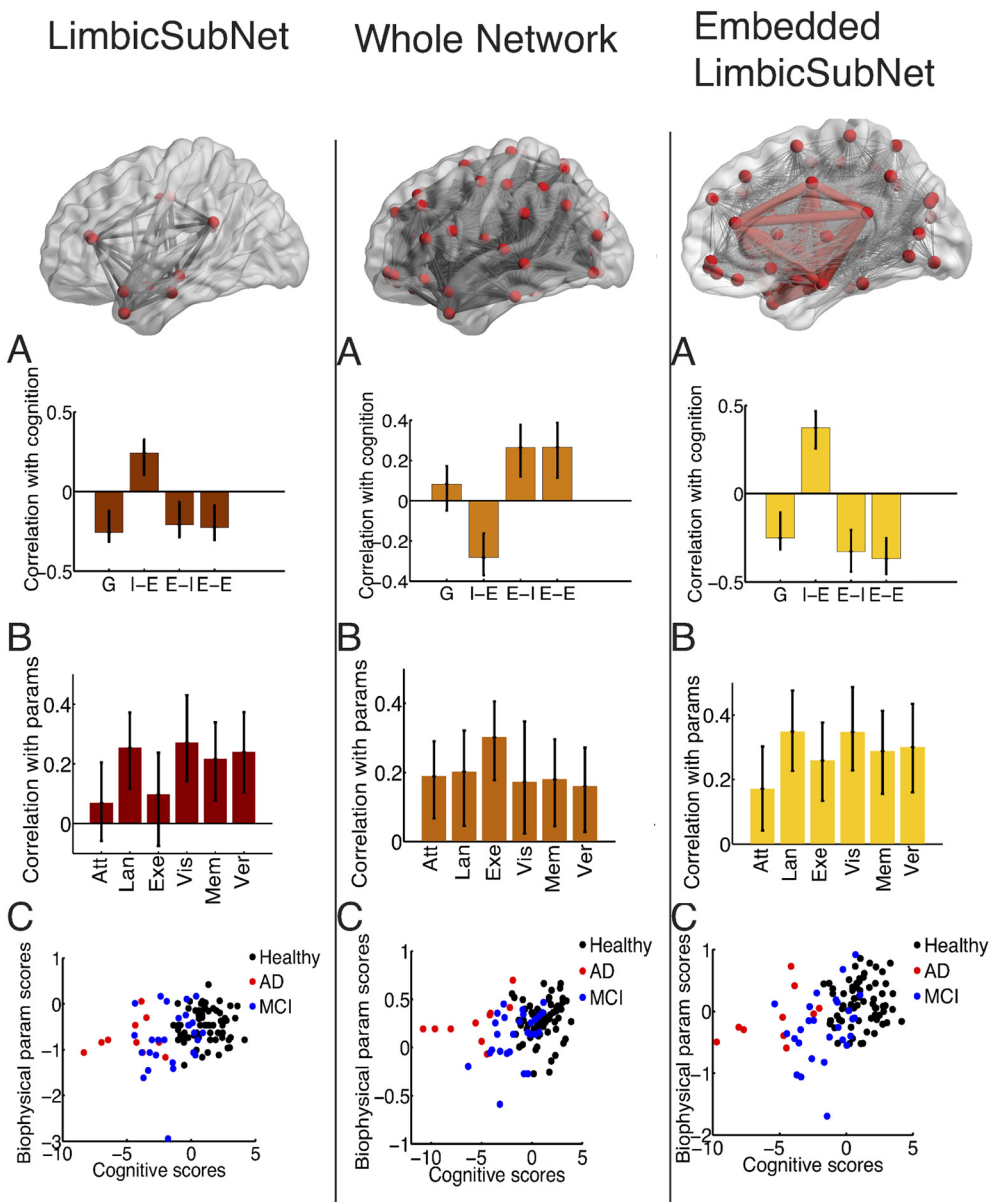 LimbicSubNet
Whole Network
Embedded
LimbicSubNet
A
Correlation with cognition
0.5
0
−0.5
G I−E E−I E−E
A
Correlation with cognition
0.4
0.2
0
−0.2
−0.4
G I−E E−I E−E
A
Correlation with cognition
0.5
0
−0.5
G I−E E−I E−E
B
Correlation with params
0.4
0.2
0
Att Lan Exe Vis Mem Ver
B
Correlation with params
0.4
0.2
0
Att Lan Exe Vis Mem Ver
B
Correlation with params
0.4
0.2
0
Att Lan Exe Vis Mem Ver
C
Biophysical param scores
1
0
−1
−2
−3
−10 −5 0 5
Cognitive scores
Healthy
AD
MCI
C
Biophysical param scores
1
0.5
0
−0.5
−1
−10 −5 0 5
Cognitive scores
Healthy
AD
MCI
C
Biophysical param scores
1
0
−1
−2
−10 −5 0 5
Cognitive scores
Healthy
AD
MCI